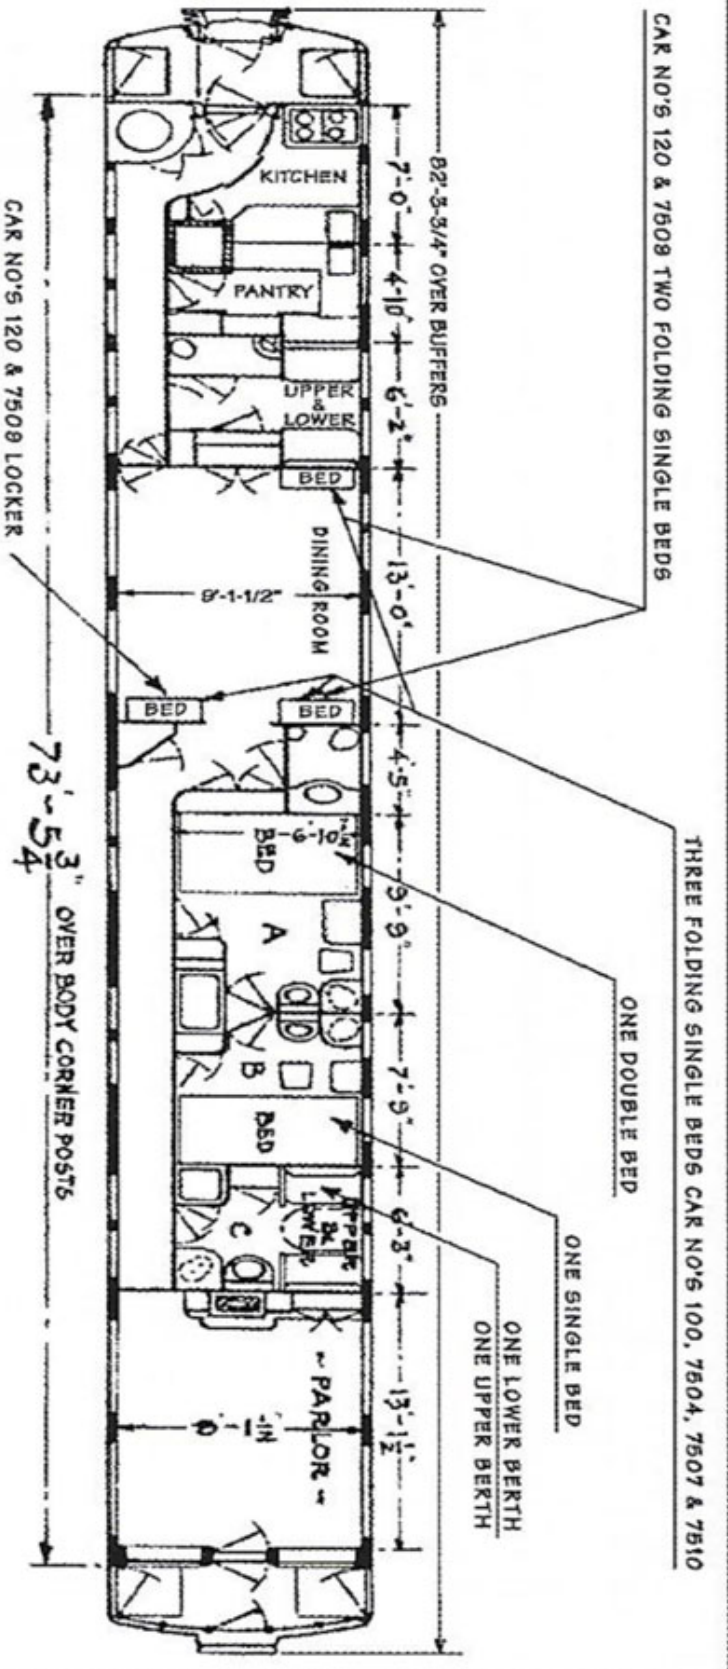 CAR NO'S 120 & 7509 TWO FOLDING SINGLE BEDS
THREE FOLDING SINGLE BEDS CAR NO'S 100, 7504, 7507 & 7510
ONE DOUBLE BED
ONE SINGLE BED
ONE LOWER BERTH
ONE UPPER BERTH
82'-3-3/4" OVER BUFFERS
7'-0"
4'-10"
6'-2"
13'-0"
4'-5"
9'-9"
7'-9"
6'-3"
13'-1 1/2"
KITCHEN
PANTRY
UPPER
&
LOWER
BED
DINING ROOM
9'-1-1/2"
BED
BED
6'-10
BED
A
B
BED
C
UPPER
&
LOWER
~ PARLOR ~
CAR NO'S 120 & 7509 LOCKER
73'-5 3/4" OVER BODY CORNER POSTS